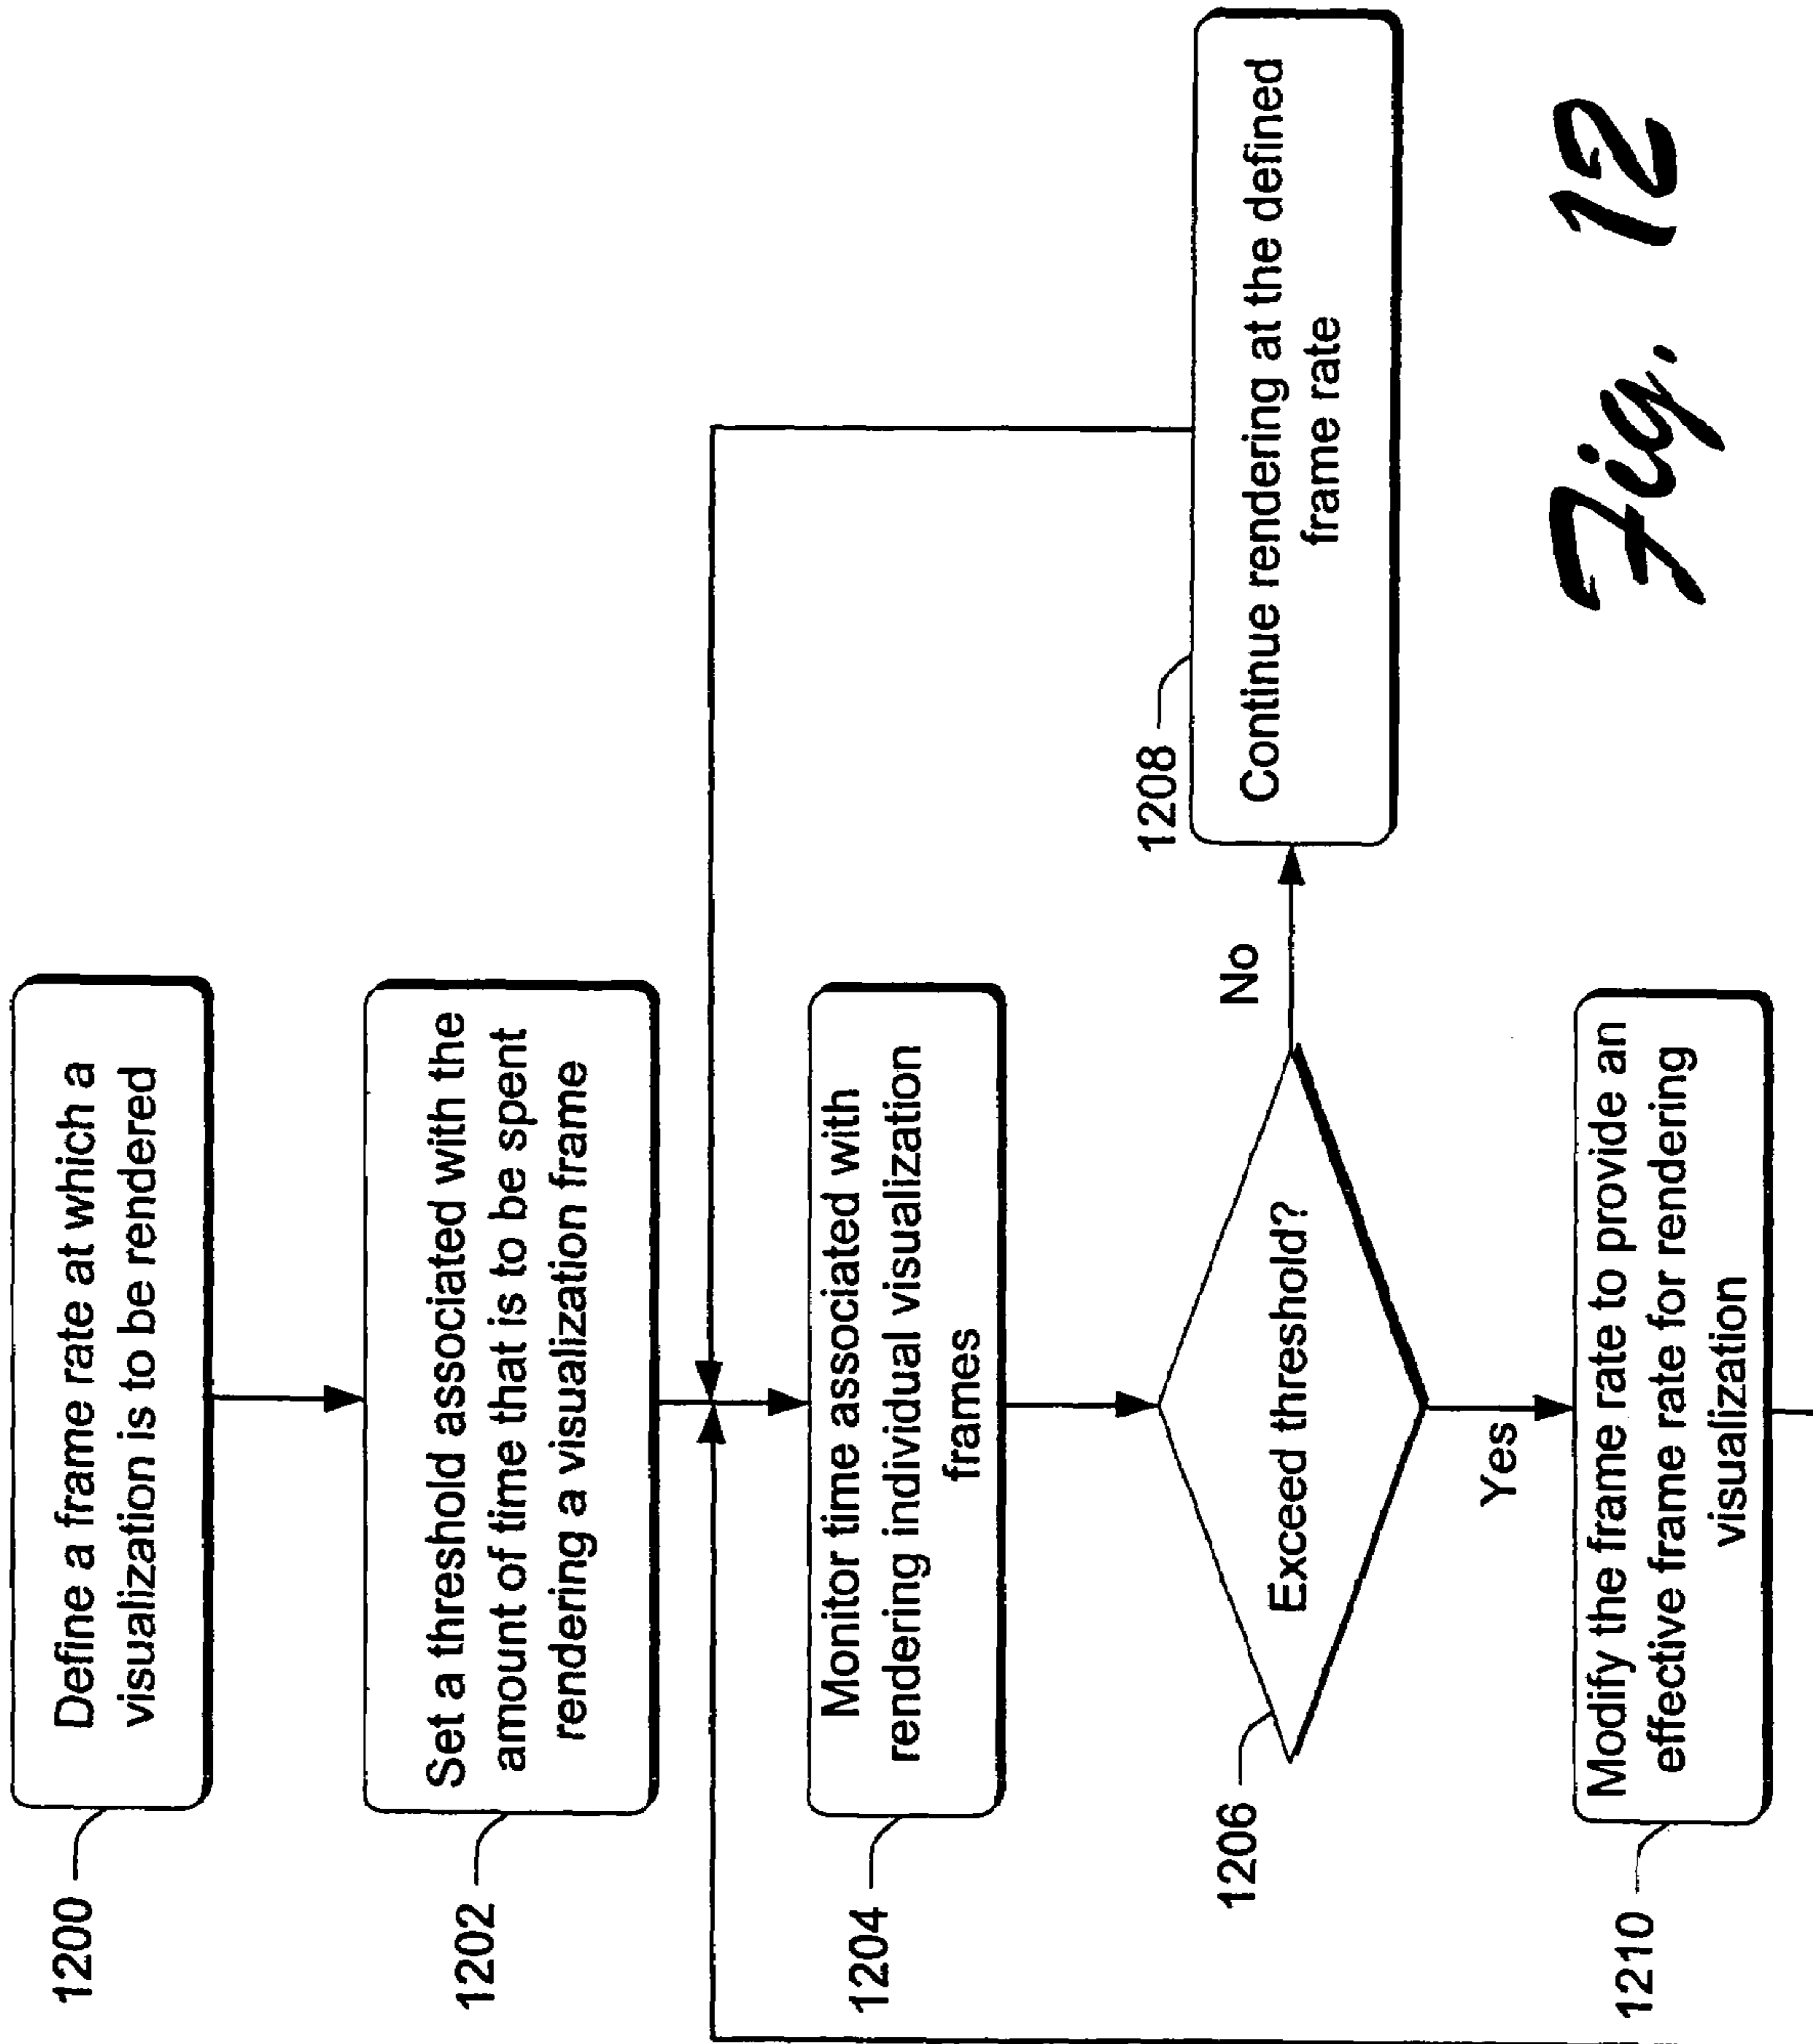 1200
Define a frame rate at which a
visualization is to be rendered
1202
Set a threshold associated with the
amount of time that is to be spent
rendering a visualization frame
1204
Monitor time associated with
rendering individual visualization
frames
1206
Exceed threshold?
No
1208
Continue rendering at the defined
frame rate
Yes
1210
Modify the frame rate to provide an
effective frame rate for rendering
visualization
Fig. 12